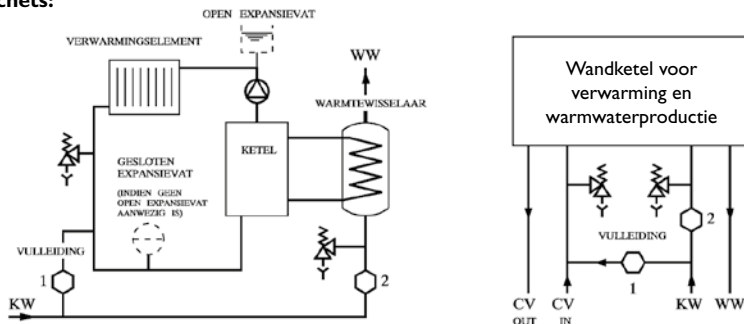 chets:
OPEN EXPANSIEVAT
VERWARMINGSELEMENT
WW
WARMTEWISSELAAR
KETEL
GESLOTEN
EXPANSIEVAT
(INDIEN GEEN
OPEN EXPANSIEVAT
AANWEZIG IS)
VULLEIDING
1
2
KW
Wandketel voor
verwarming en
warmwaterproductie
2
VULLEIDING
1
CV
OUT
CV
IN
KW
WW